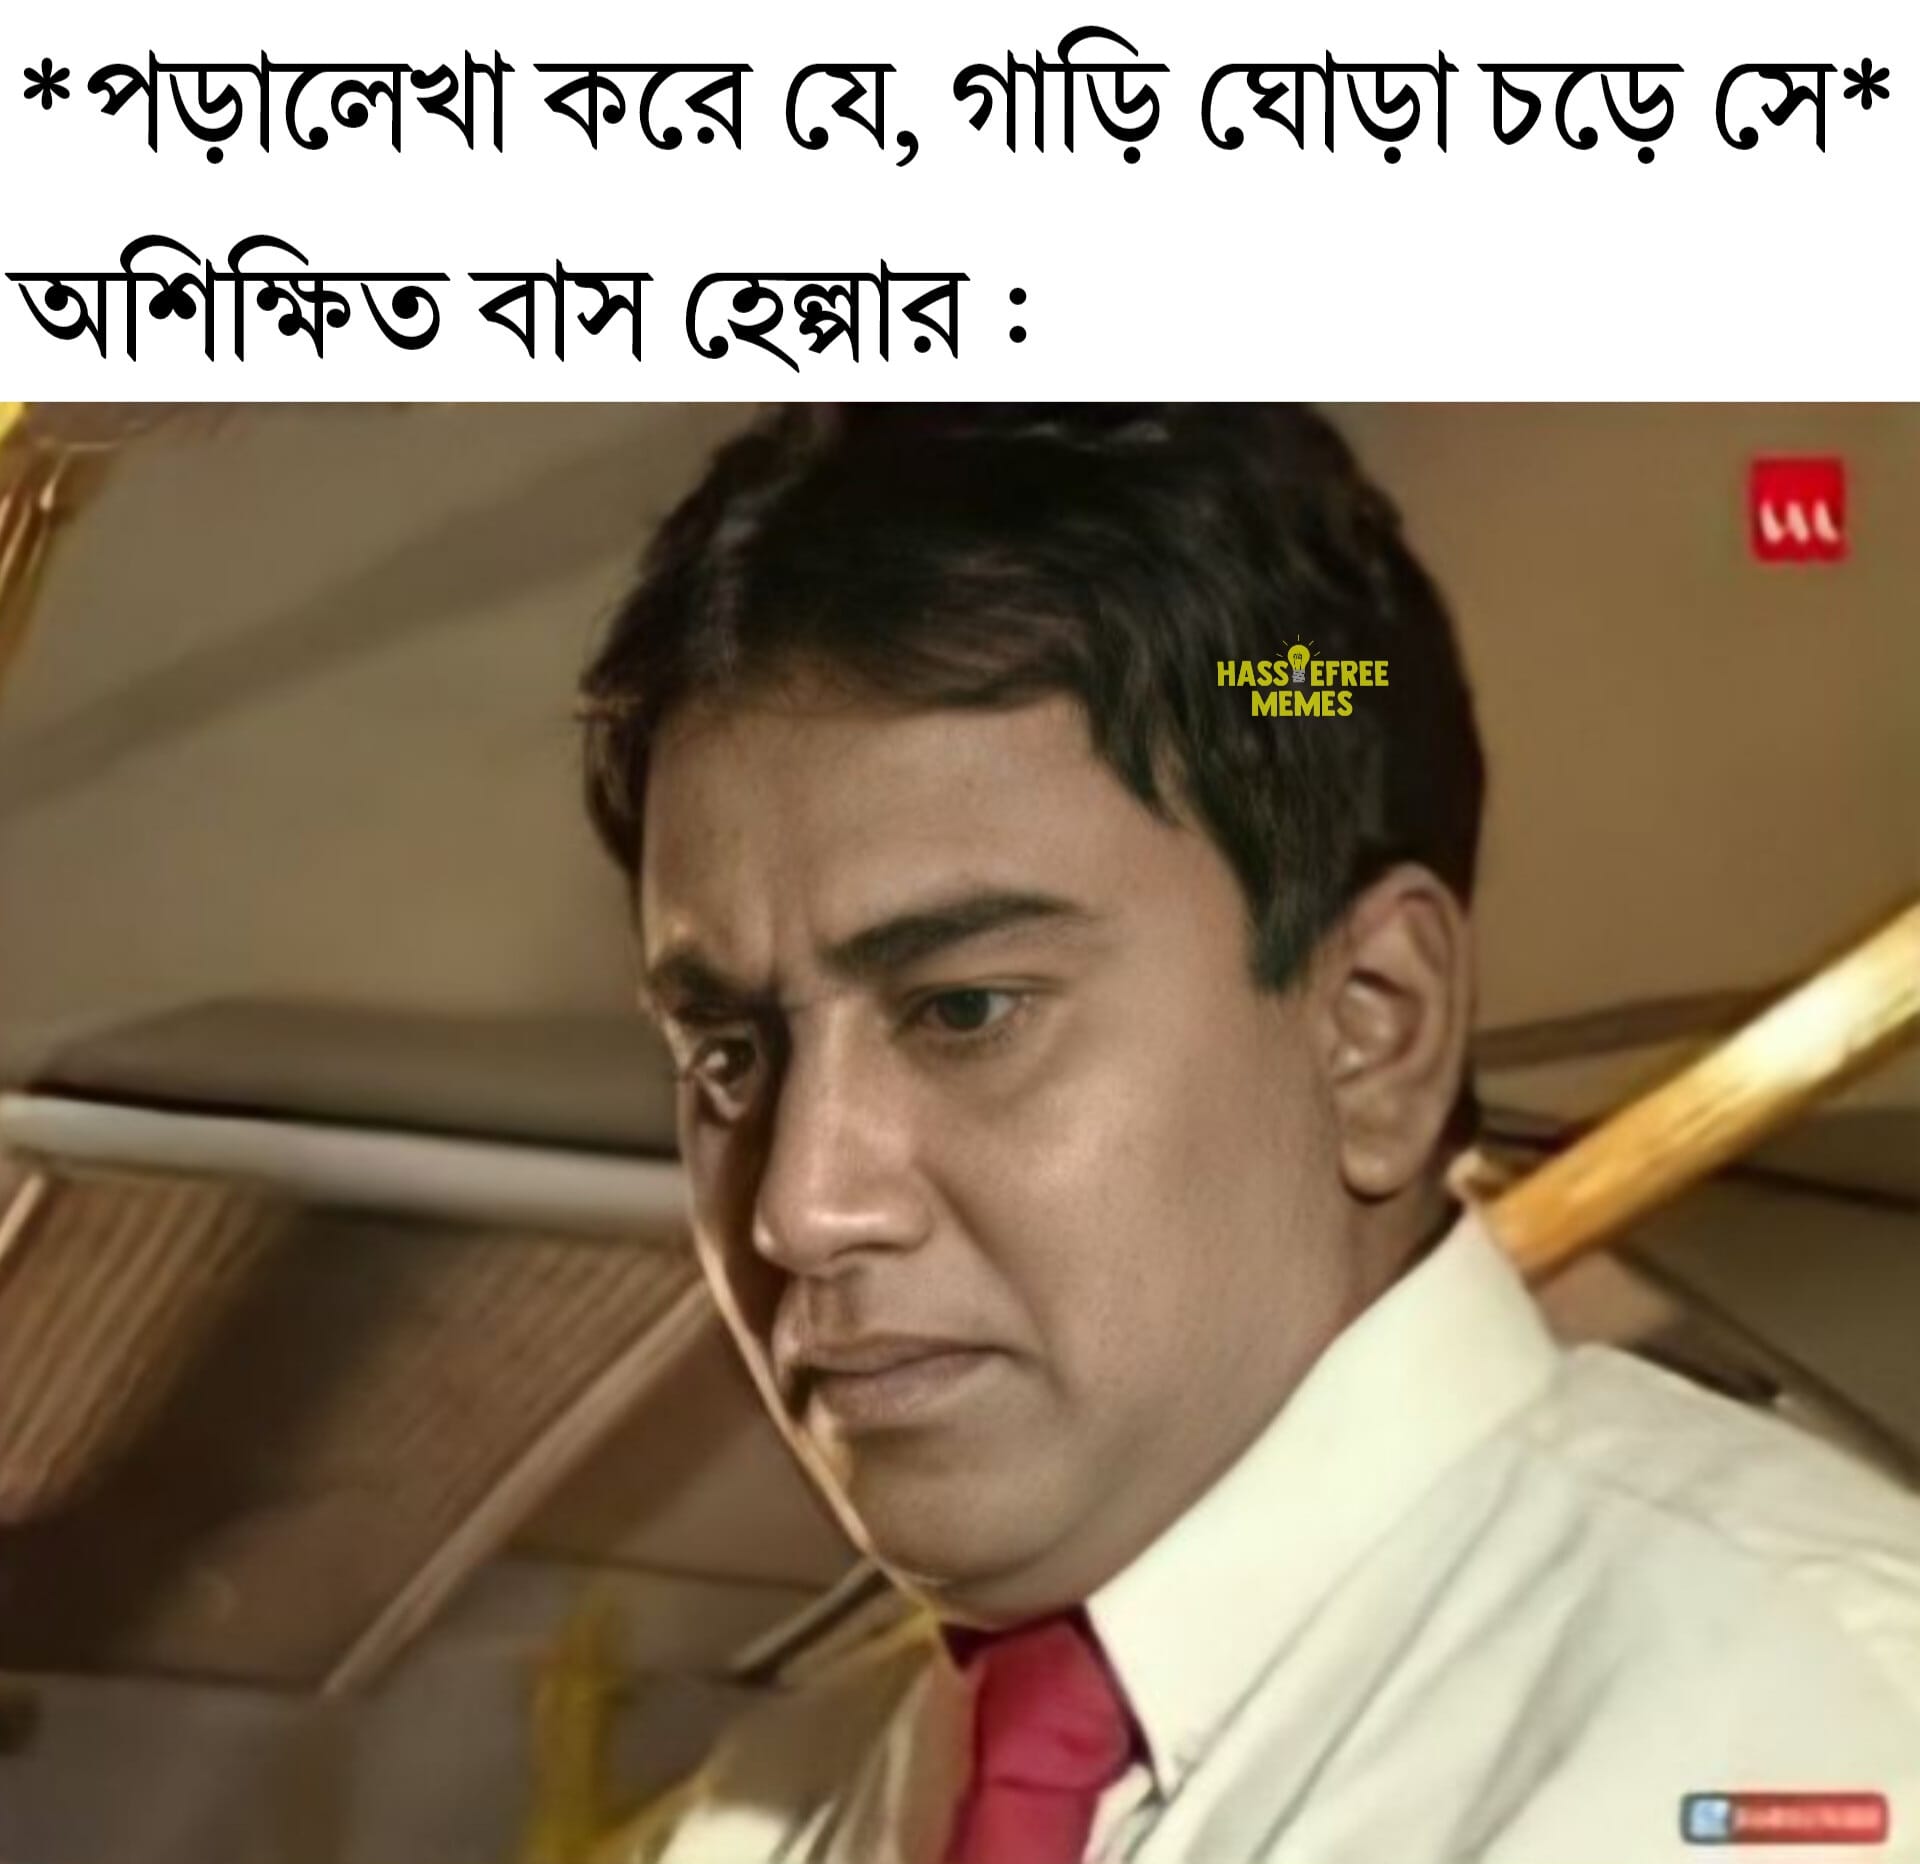 *পড়ালেখা করে যে, গাড়ি ঘোড়া চড়ে সে*
অশিক্ষিত বাস হেল্পার :
HASSLEFREE
MEMES